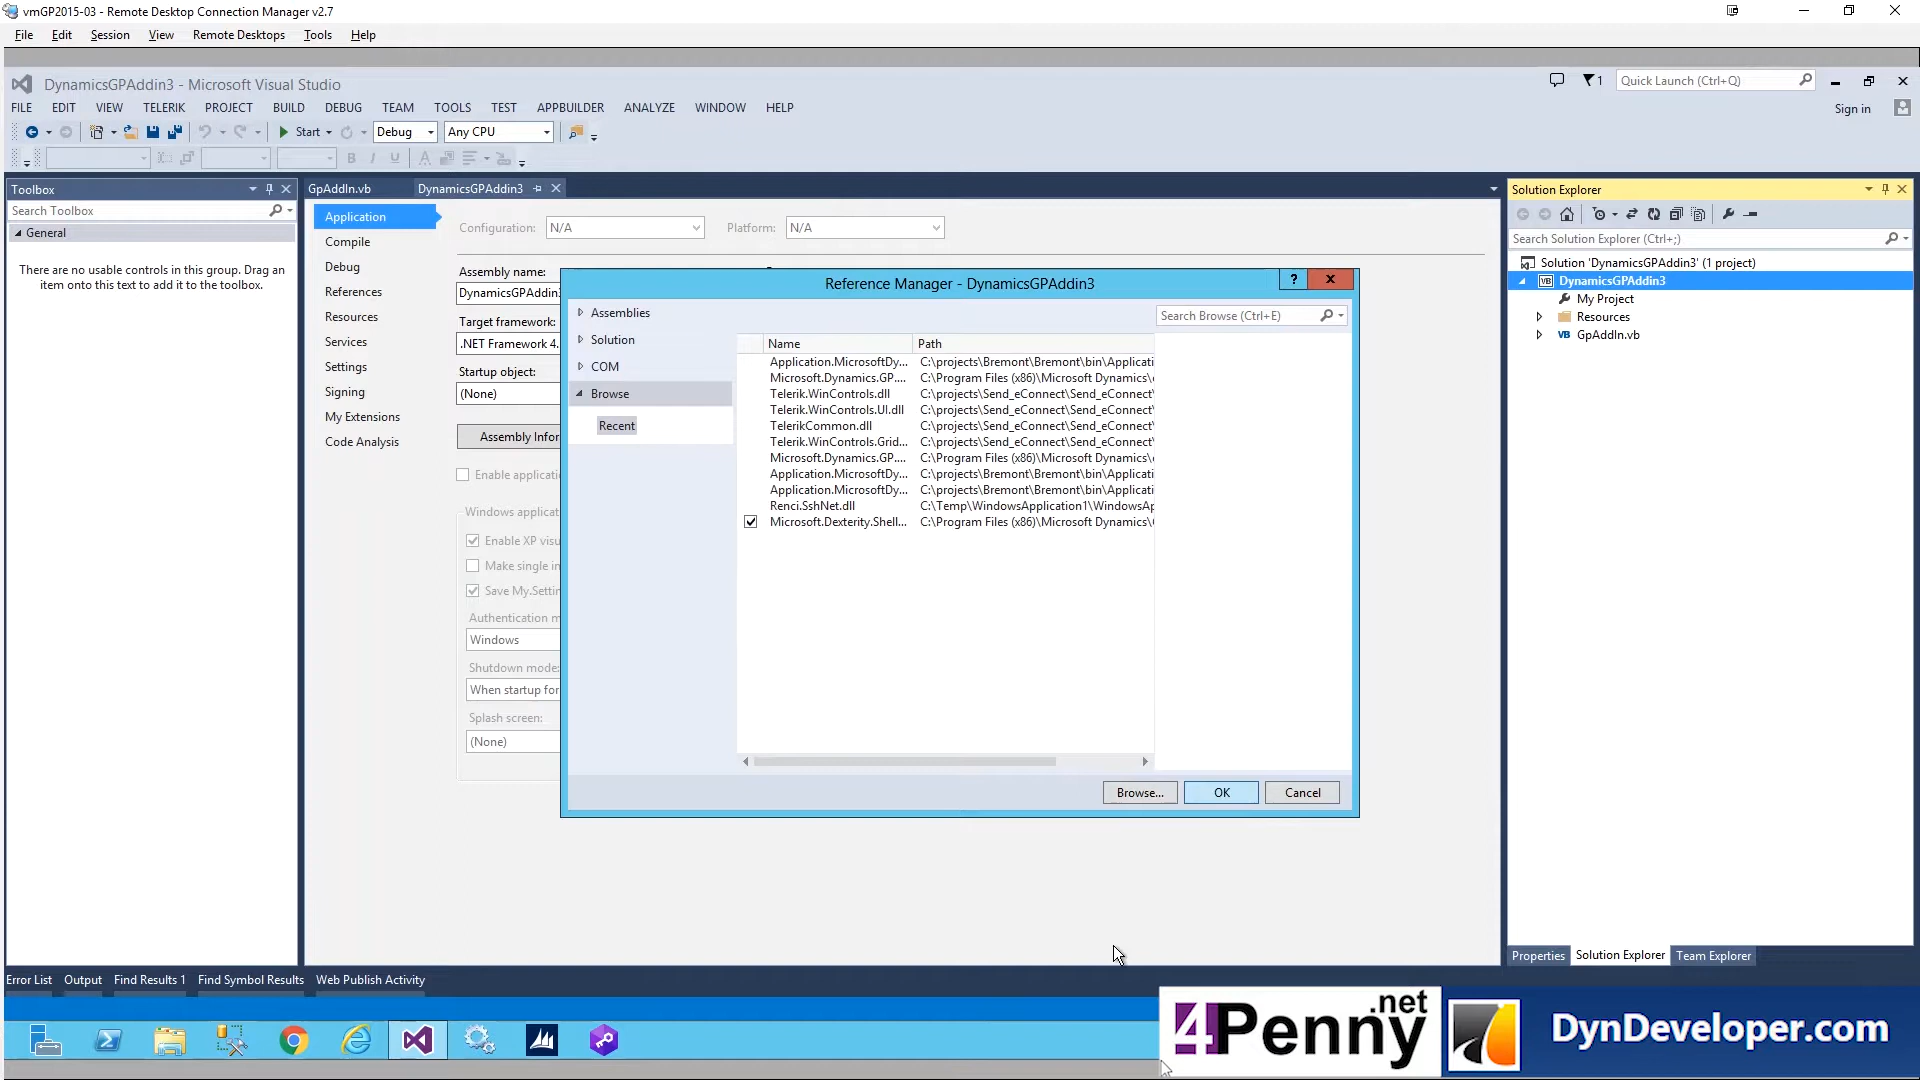 vmGP2015-03 - Remote Desktop Connection Manager v2.7
File Edit Session View Remote Desktops Tools Help
DynamicsGPAddin3 - Microsoft Visual Studio
1
Quick Launch (Ctrl+Q)
FILE EDIT VIEW TELERIK PROJECT BUILD DEBUG TEAM TOOLS TEST APPBUILDER ANALYZE WINDOW HELP
Sign in
Start Debug Any CPU
Toolbox
Search Toolbox
General
There are no usable controls in this group. Drag an
item onto this text to add it to the toolbox.
GpAddIn.vb
DynamicsGPAddin3
Application
Compile
Debug
References
Resources
Services
Settings
Signing
My Extensions
Code Analysis
Configuration: N/A Platform: N/A
Assembly name:
DynamicsGPAddin3
Target framework:
.NET Framework 4.
Startup object:
(None)
Assembly Infor
Enable applicatio
Windows applicat
Enable XP visu
Make single in
Save My.Settin
Authentication m
Windows
Shutdown mode:
When startup for
Splash screen:
(None)
Reference Manager - DynamicsGPAddin3
?
Assemblies
Solution
COM
Browse
Recent
Search Browse (Ctrl+E)
Name Path
Application.MicrosoftDy... C:\projects\Bremont\Bremont\bin\Applicati
Microsoft.Dynamics.GP.... C:\Program Files (x86)\Microsoft Dynamics\
Telerik.WinControls.dll C:\projects\Send_eConnect\Send_eConnect\
Telerik.WinControls.UI.dll C:\projects\Send_eConnect\Send_eConnect\
TelerikCommon.dll C:\projects\Send_eConnect\Send_eConnect\
Telerik.WinControls.Grid... C:\projects\Send_eConnect\Send_eConnect\
Microsoft.Dynamics.GP.... C:\Program Files (x86)\Microsoft Dynamics\
Application.MicrosoftDy... C:\projects\Bremont\Bremont\bin\Applicati
Application.MicrosoftDy... C:\projects\Bremont\Bremont\bin\Applicati
Renci.SshNet.dll C:\Temp\WindowsApplication1\WindowsAp
Microsoft.Dexterity.Shell... C:\Program Files (x86)\Microsoft Dynamics\
Browse... OK Cancel
Solution Explorer
Search Solution Explorer (Ctrl+;)
Solution 'DynamicsGPAddin3' (1 project)
VB DynamicsGPAddin3
My Project
Resources
VB GpAddIn.vb
Properties Solution Explorer Team Explorer
Error List Output Find Results 1 Find Symbol Results Web Publish Activity
4Penny.net
DynDeveloper.com